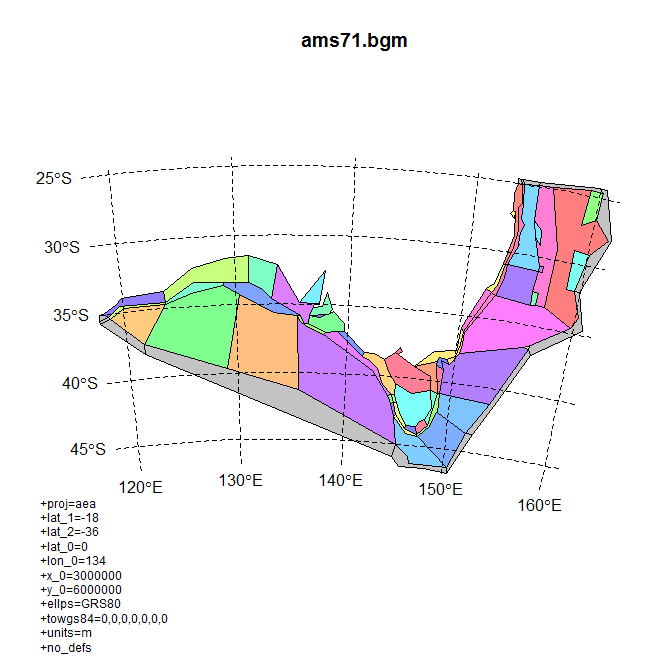 ams71.bgm
25°S
30°S
35°S
40°S
45°S
120°E
130°E
140°E
150°E
160°E
+proj=aea
+lat_1=-18
+lat_2=-36
+lat_0=0
+lon_0=134
+x_0=3000000
+y_0=6000000
+ellps=GRS80
+towgs84=0,0,0,0,0,0,0
+units=m
+no_defs